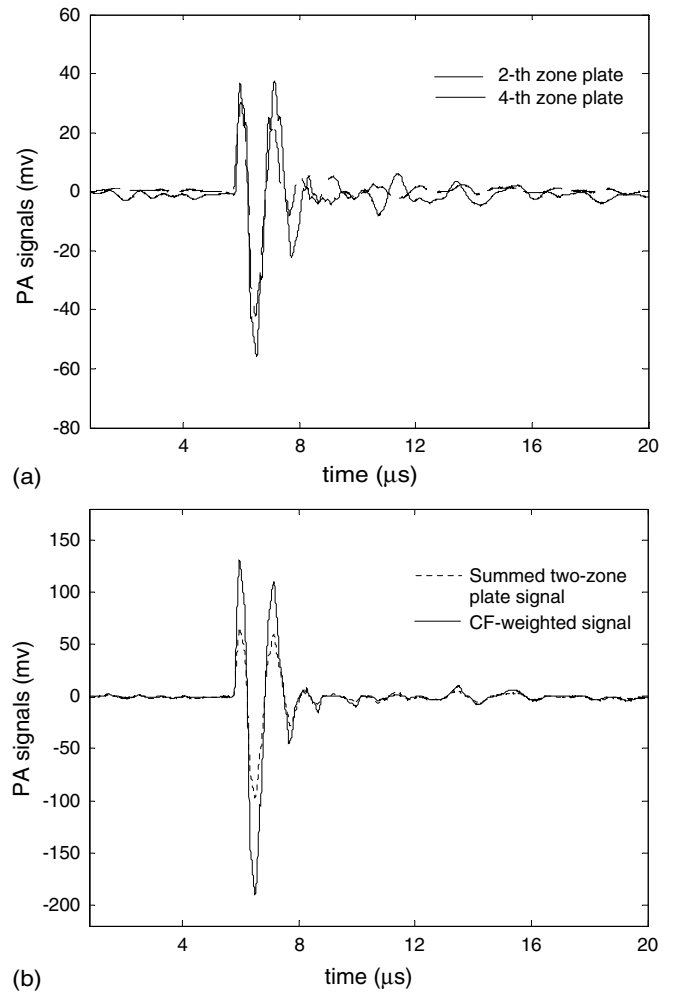 60
40
20
0
-20
-40
-60
-80
PA signals (mv)
2-th zone plate
4-th zone plate
4 8 12 16 20
time (μs)
(a)
150
100
50
0
-50
-100
-150
-200
PA signals (mv)
Summed two-zone
plate signal
CF-weighted signal
4 8 12 16 20
time (μs)
(b)